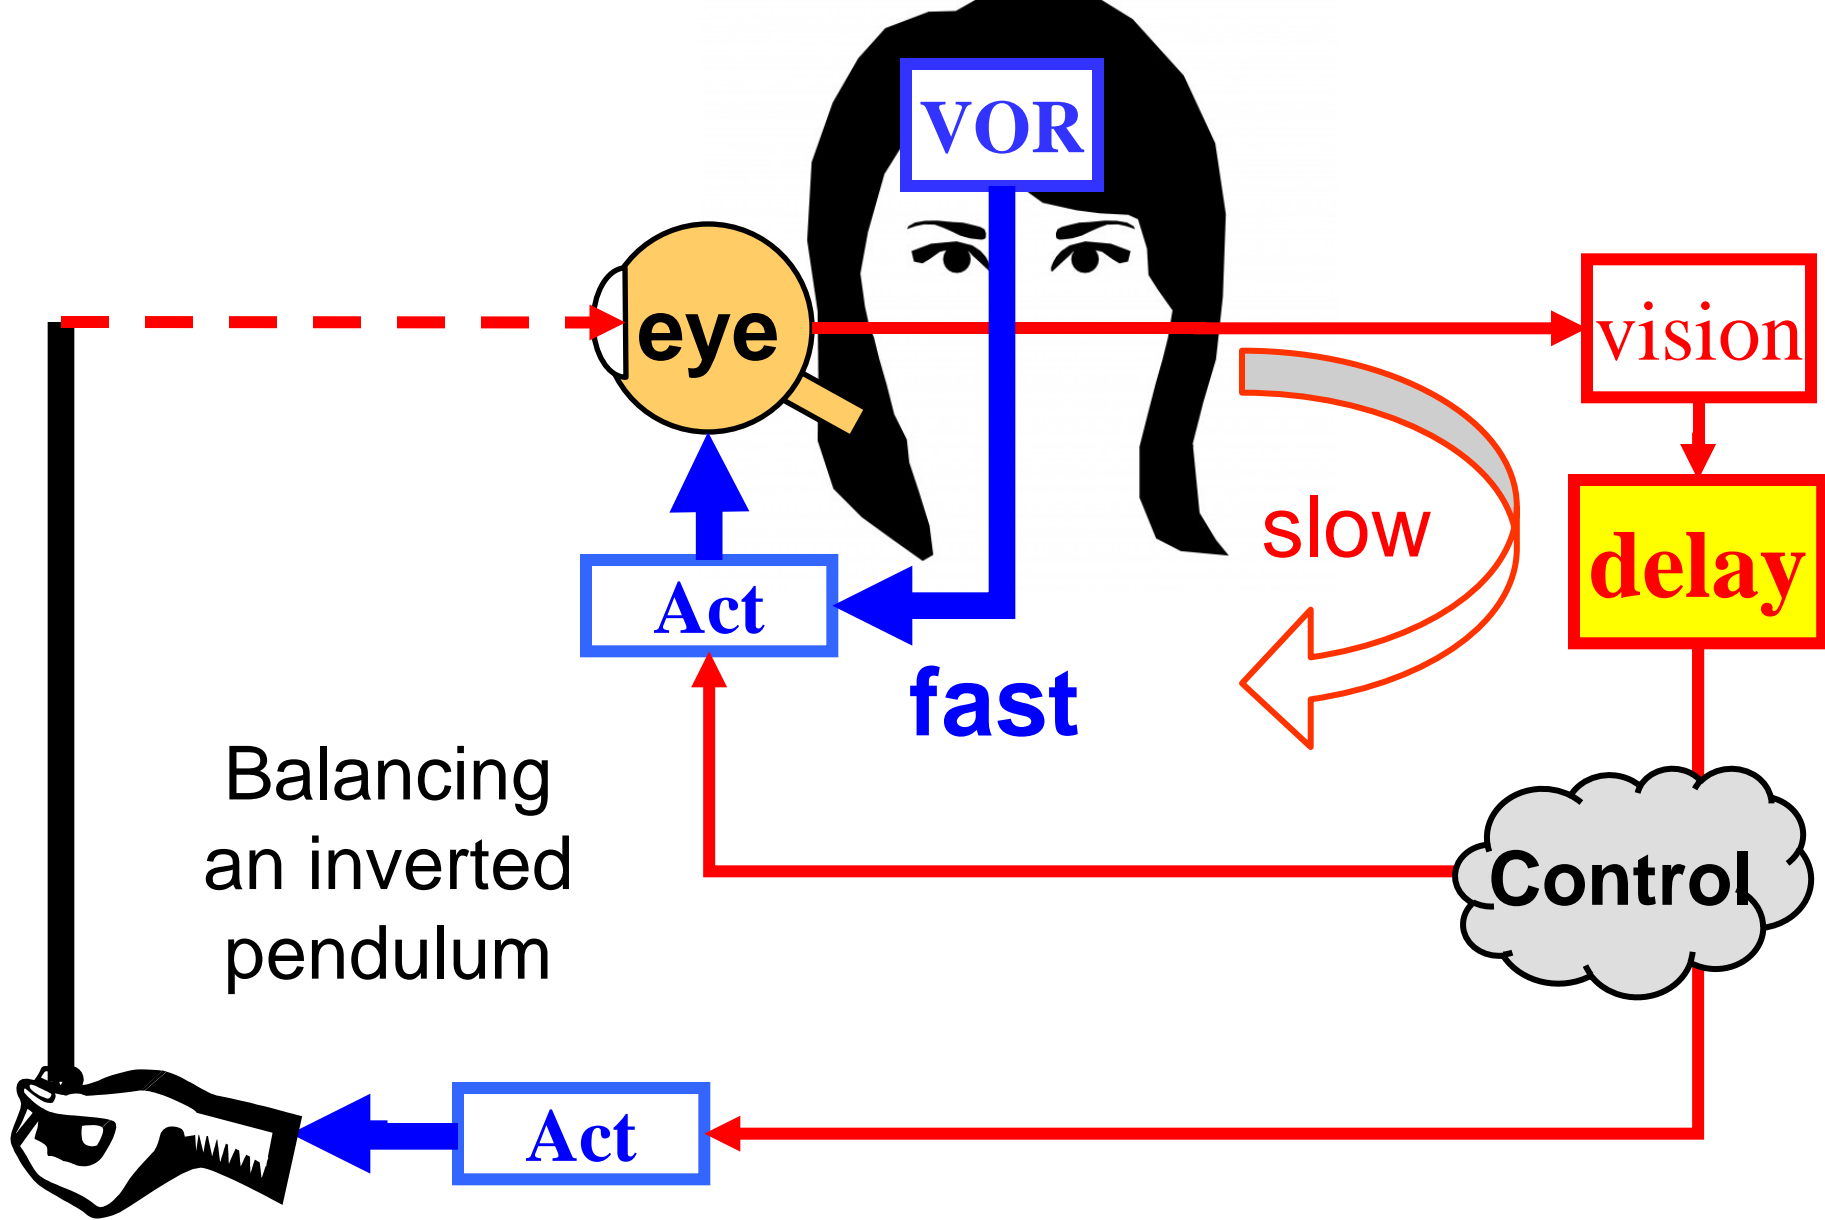 VOR
eye
vision
slow
delay
Act
fast
Balancing
an inverted
pendulum
Control
Act